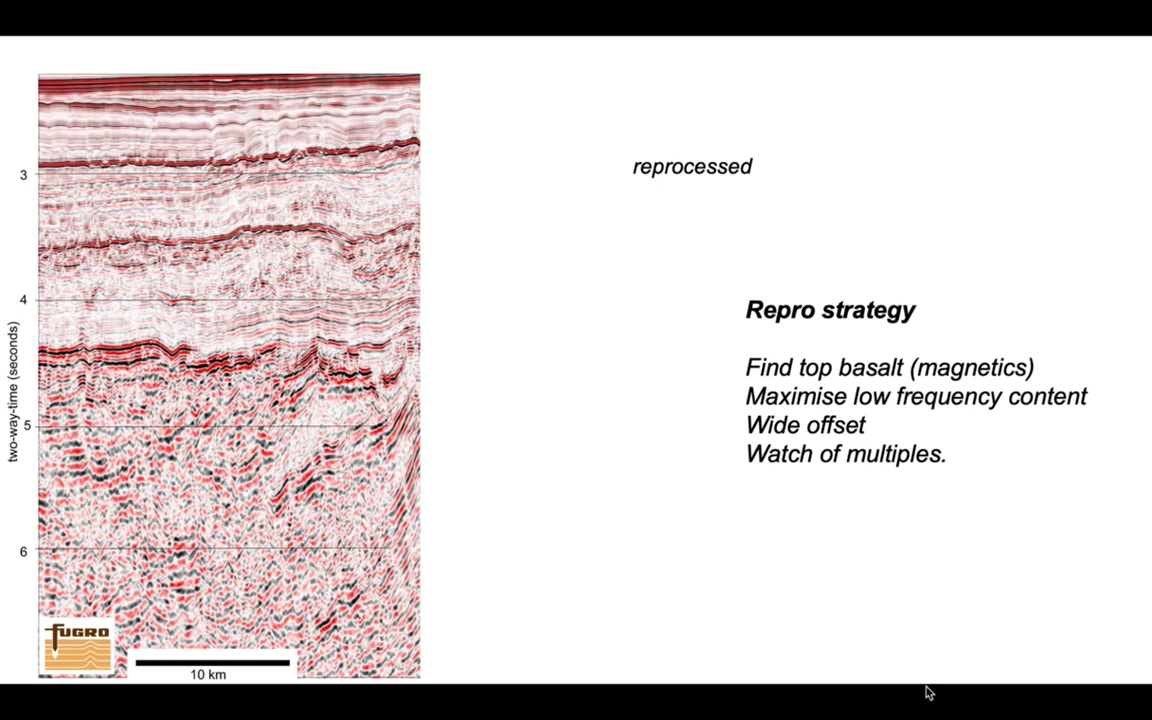 reprocessed
3
4
5
6
two-way-time (seconds)
Repro strategy
Find top basalt (magnetics)
Maximise low frequency content
Wide offset
Watch of multiples.
FUGRO
10 km